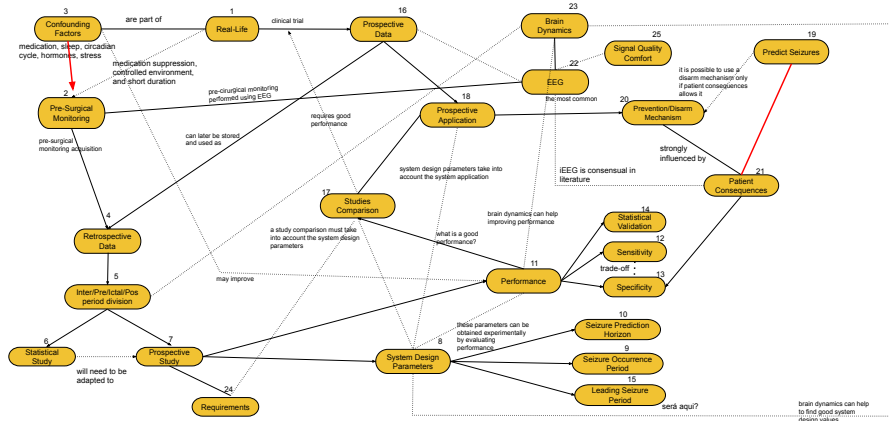 3
Confounding
Factors
are part of
1
Real-Life
clinical trial
16
Prospective
Data
23
Brain
Dynamics
25
Signal Quality
Comfort
19
Predict Seizures
medication, sleep, circadian
cycle, hormones, stress
medication suppression,
controlled environment,
and short duration
22
EEG
it is possible to use a
disarm mechanism only
if patient consequences
allows it
2
Pre-Surgical
Monitoring
pre-cirurgical monitoring
performed using EEG
the most common
18
Prospective
Application
20
Prevention/Disarm
Mechanism
requires good
performance
pre-surgical
monitoring acquisition
can later be stored
and used as
strongly
influenced by
system design parameters take into
account the system application
iEEG is consensual in
literature
21
Patient
Consequences
17
Studies
Comparison
4
Retrospective
Data
a study comparison must take
into account the system design
parameters
what is a good
performance?
brain dynamics can help
improving performance
14
Statistical
Validation
12
Sensitivity
trade-off
13
Specificity
5
Inter/Pre/Ictal/Pos
period division
may improve
11
Performance
6
Statistical
Study
will need to be
adapted to
7
Prospective
Study
8
System Design
Parameters
these parameters can be
obtained experimentally
by evaluating
performance
10
Seizure Prediction
Horizon
9
Seizure Occurrence
Period
15
Leading Seizure
Period
24
Requirements
será aqui?
brain dynamics can help
to find good system
design values